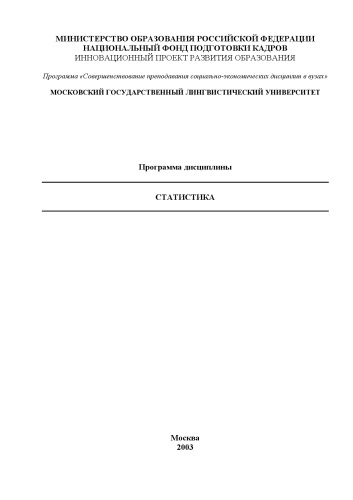 МИНИСТЕРСТВО ОБРАЗОВАНИЯ РОССИЙСКОЙ ФЕДЕРАЦИИ
НАЦИОНАЛЬНЫЙ ФОНД ПОДГОТОВКИ КАДРОВ
ИННОВАЦИОННЫЙ ПРОЕКТ РАЗВИТИЯ ОБРАЗОВАНИЯ
Программа «Совершенствование преподавания социально-экономических дисциплин в вузах»
МОСКОВСКИЙ ГОСУДАРСТВЕННЫЙ ЛИНГВИСТИЧЕСКИЙ УНИВЕРСИТЕТ
Программа дисциплины
СТАТИСТИКА
Москва
2003